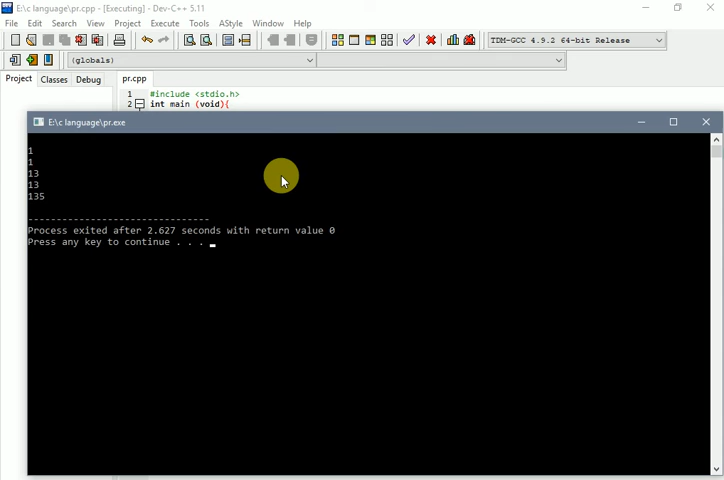 E:\c language\pr.cpp - [Executing] - Dev-C++ 5.11
File Edit Search View Project Execute Tools AStyle Window Help
TDM-GCC 4.9.2 64-bit Release
(globals)
Project Classes Debug pr.cpp
1 #include <stdio.h>
2 int main (void){
E:\c language\pr.exe
1
1
13
13
135
--------------------------------
Process exited after 2.627 seconds with return value 0
Press any key to continue . . .